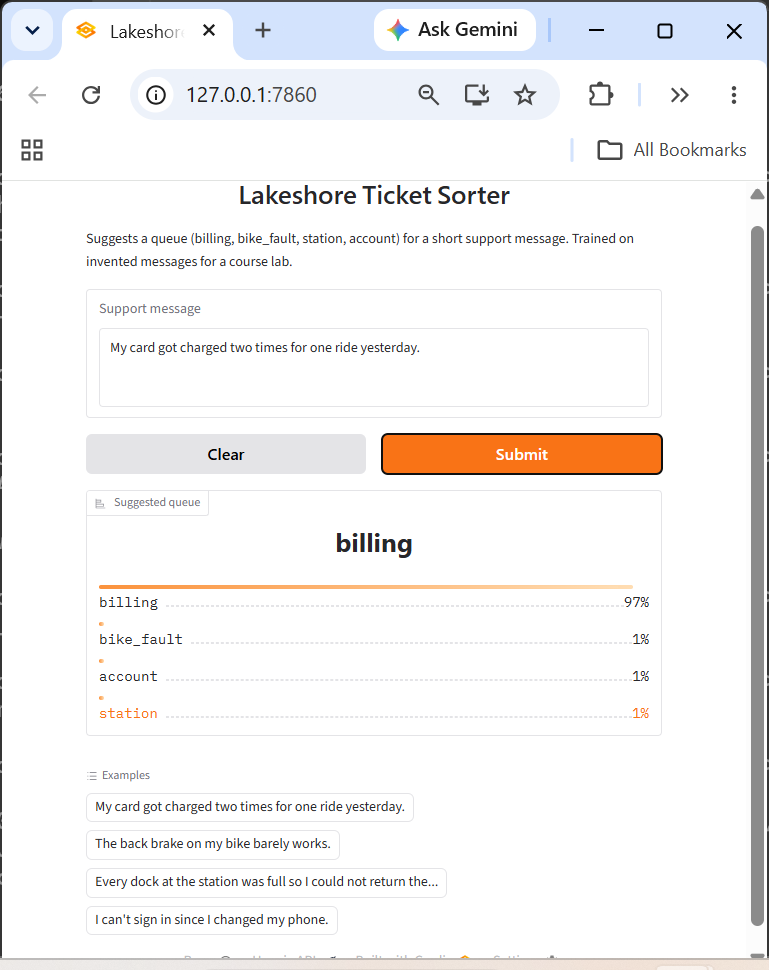 Lakeshore
Ask Gemini
127.0.0.1:7860
All Bookmarks
Lakeshore Ticket Sorter
Suggests a queue (billing, bike_fault, station, account) for a short support message. Trained on
invented messages for a course lab.
Support message
My card got charged two times for one ride yesterday.
Clear
Submit
Suggested queue
billing
billing 97%
bike_fault 1%
account 1%
station 1%
Examples
My card got charged two times for one ride yesterday.
The back brake on my bike barely works.
Every dock at the station was full so I could not return the...
I can't sign in since I changed my phone.